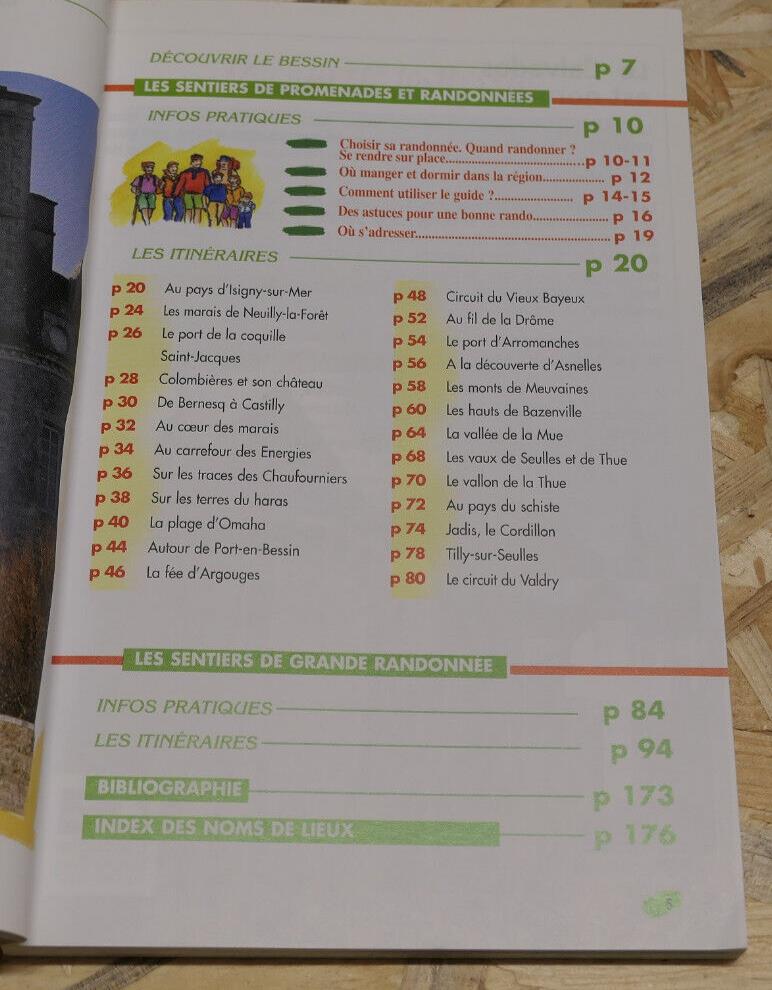 DÉCOUVRIR LE BESSIN p 7
LES SENTIERS DE PROMENADES ET RANDONNÉES
INFOS PRATIQUES p 10
Choisir sa randonnée. Quand randonner ?
Se rendre sur place.......................................p 10-11
Où manger et dormir dans la région............... p 12
Comment utiliser le guide ?................... p 14-15
Des astuces pour une bonne rando.................. p 16
Où s'adresser.............................................. p 19
LES ITINÉRAIRES p 20
p 20 Au pays d'Isigny-sur-Mer
p 24 Les marais de Neuilly-la-Forêt
p 26 Le port de la coquille
Saint-Jacques
p 28 Colombières et son château
p 30 De Bernesq à Castilly
p 32 Au cœur des marais
p 34 Au carrefour des Energies
p 36 Sur les traces des Chaufourniers
p 38 Sur les terres du haras
p 40 La plage d'Omaha
p 44 Autour de Port-en-Bessin
p 46 La fée d'Argouges
p 48 Circuit du Vieux Bayeux
p 52 Au fil de la Drôme
p 54 Le port d'Arromanches
p 56 A la découverte d'Asnelles
p 58 Les monts de Meuvaines
p 60 Les hauts de Bazenville
p 64 La vallée de la Mue
p 68 Les vaux de Seulles et de Thue
p 70 Le vallon de la Thue
p 72 Au pays du schiste
p 74 Jadis, le Cordillon
p 78 Tilly-sur-Seulles
p 80 Le circuit du Valdry
LES SENTIERS DE GRANDE RANDONNÉE
INFOS PRATIQUES p 84
LES ITINÉRAIRES p 94
BIBLIOGRAPHIE p 173
INDEX DES NOMS DE LIEUX p 176
5